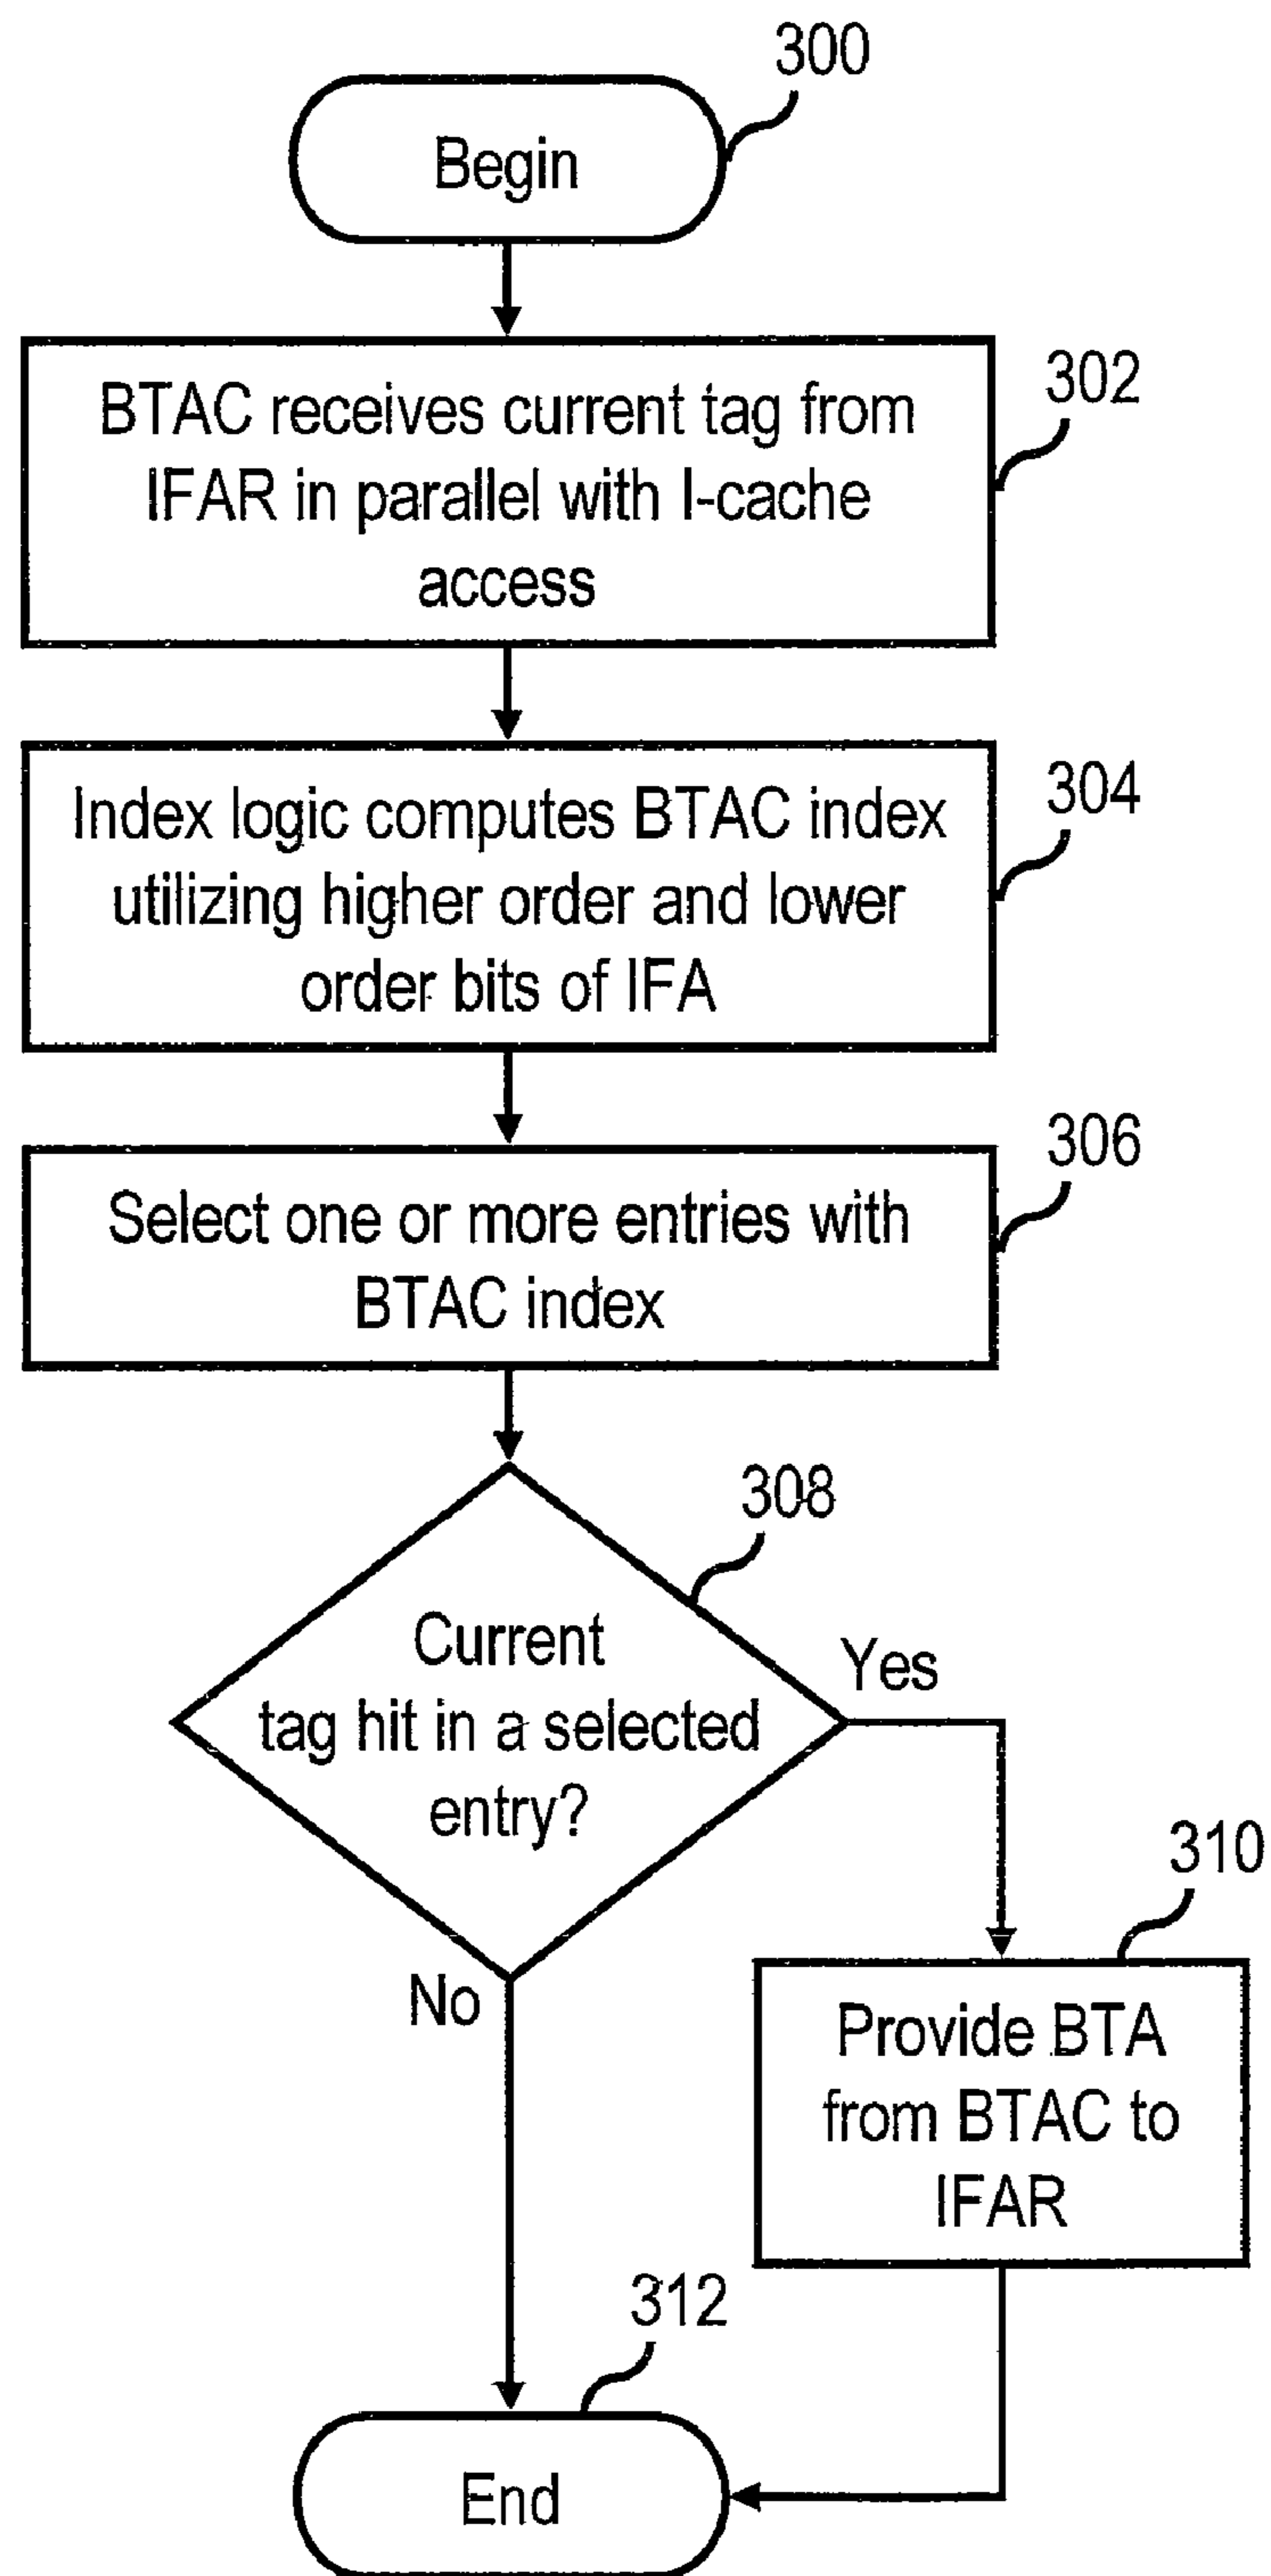 300
Begin
302
BTAC receives current tag from
IFAR in parallel with I-cache
access
304
Index logic computes BTAC index
utilizing higher order and lower
order bits of IFA
306
Select one or more entries with
BTAC index
308
Current
tag hit in a selected
entry?
Yes
No
310
Provide BTA
from BTAC to
IFAR
312
End